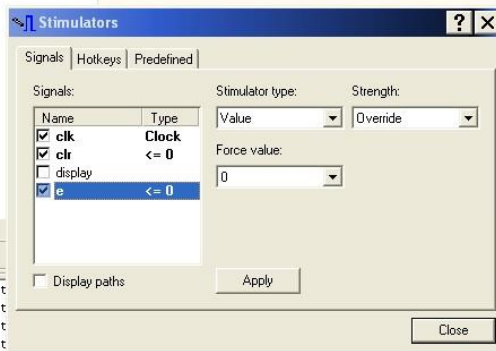 Stimulators
Signals Hotkeys Predefined
Signals: Stimulator type: Strength:
Name Type Value Override
clk Clock
clr <= 0 Force value:
display 0
e <= 0
Display paths Apply
Close
t
t
t
t